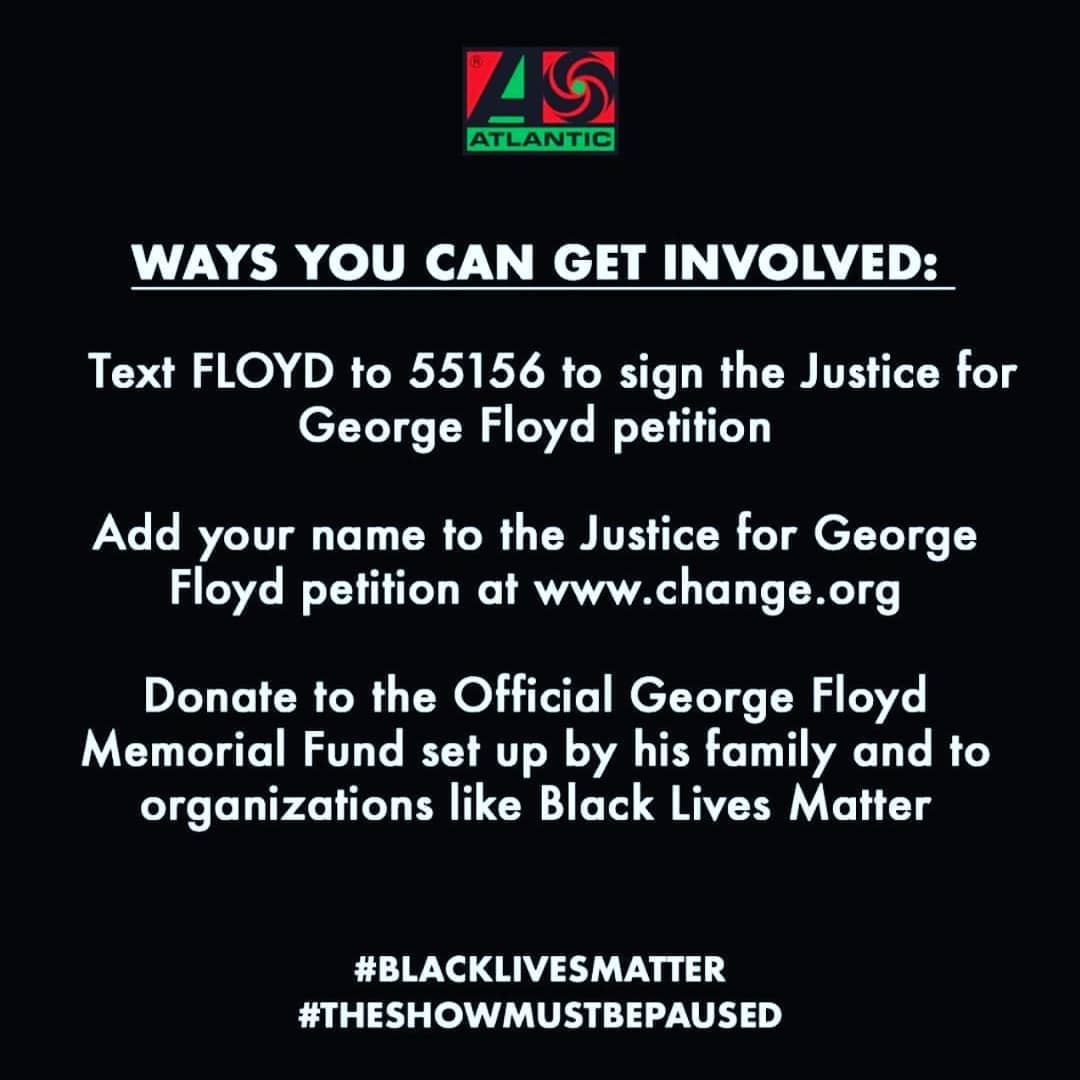 ®
ATLANTIC
WAYS YOU CAN GET INVOLVED:
Text FLOYD to 55156 to sign the Justice for
George Floyd petition
Add your name to the Justice for George
Floyd petition at www.change.org
Donate to the Official George Floyd
Memorial Fund set up by his family and to
organizations like Black Lives Matter
#BLACKLIVESMATTER
#THESHOWMUSTBEPAUSED